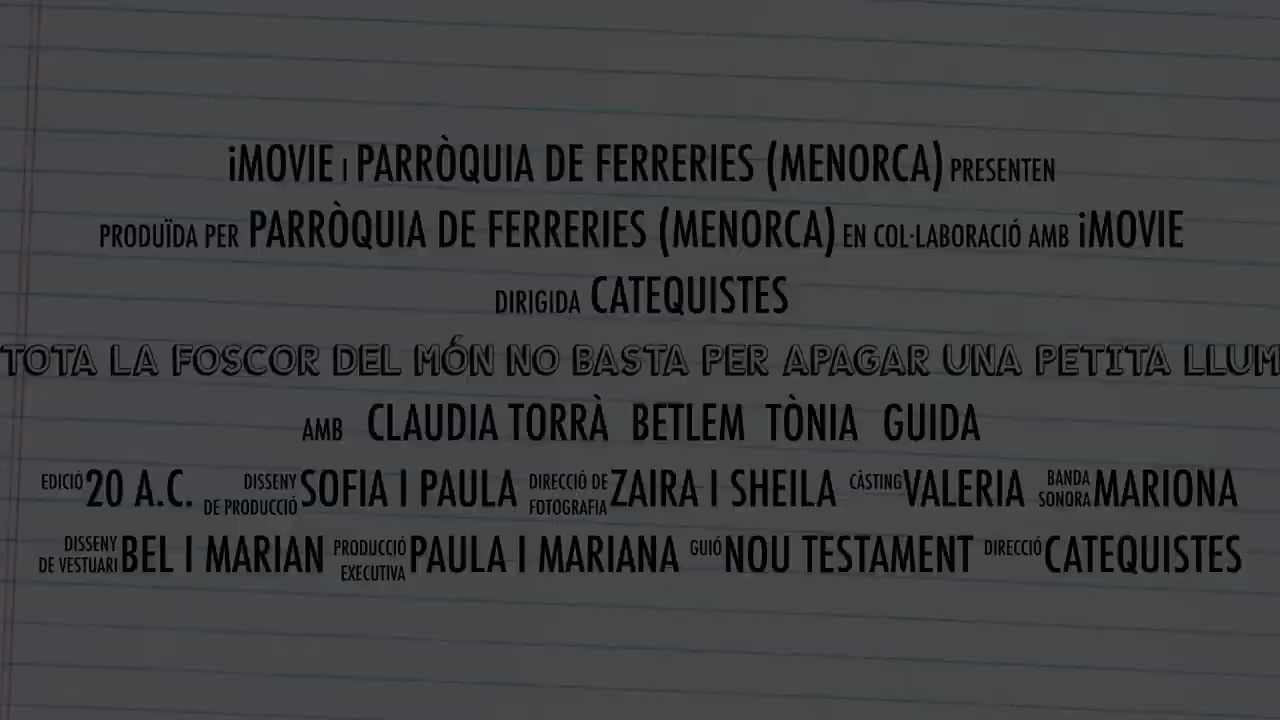 iMOVIE I PARRÒQUIA DE FERRERIES (MENORCA) PRESENTEN
PRODUÏDA PER PARRÒQUIA DE FERRERIES (MENORCA) EN COL·LABORACIÓ AMB iMOVIE
DIRIGIDA CATEQUISTES
TOTA LA FOSCOR DEL MÓN NO BASTA PER APAGAR UNA PETITA LLUM
AMB CLAUDIA TORRÀ BETLEM TÒNIA GUIDA
EDICIÓ 20 A.C. DISSENY DE PRODUCCIÓ SOFIA I PAULA DIRECCIÓ DE FOTOGRAFIA ZAIRA I SHEILA CÀSTING VALERIA BANDA SONORA MARIONA
DISSENY DE VESTUARI BEL I MARIAN PRODUCCIÓ EXECUTIVA PAULA I MARIANA GUIÓ NOU TESTAMENT DIRECCIÓ CATEQUISTES